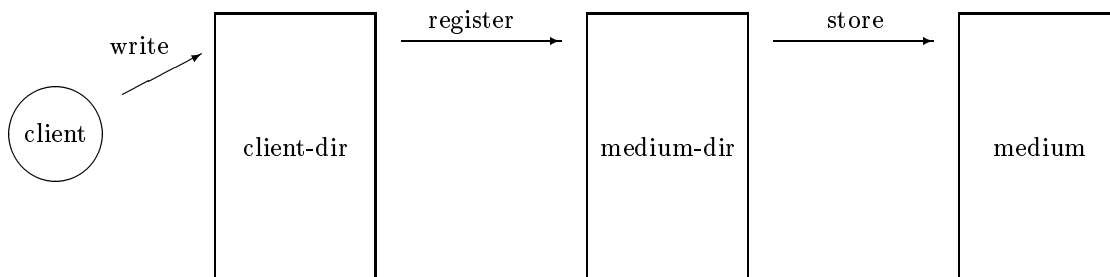 register
store
write
client
client-dir
medium-dir
medium